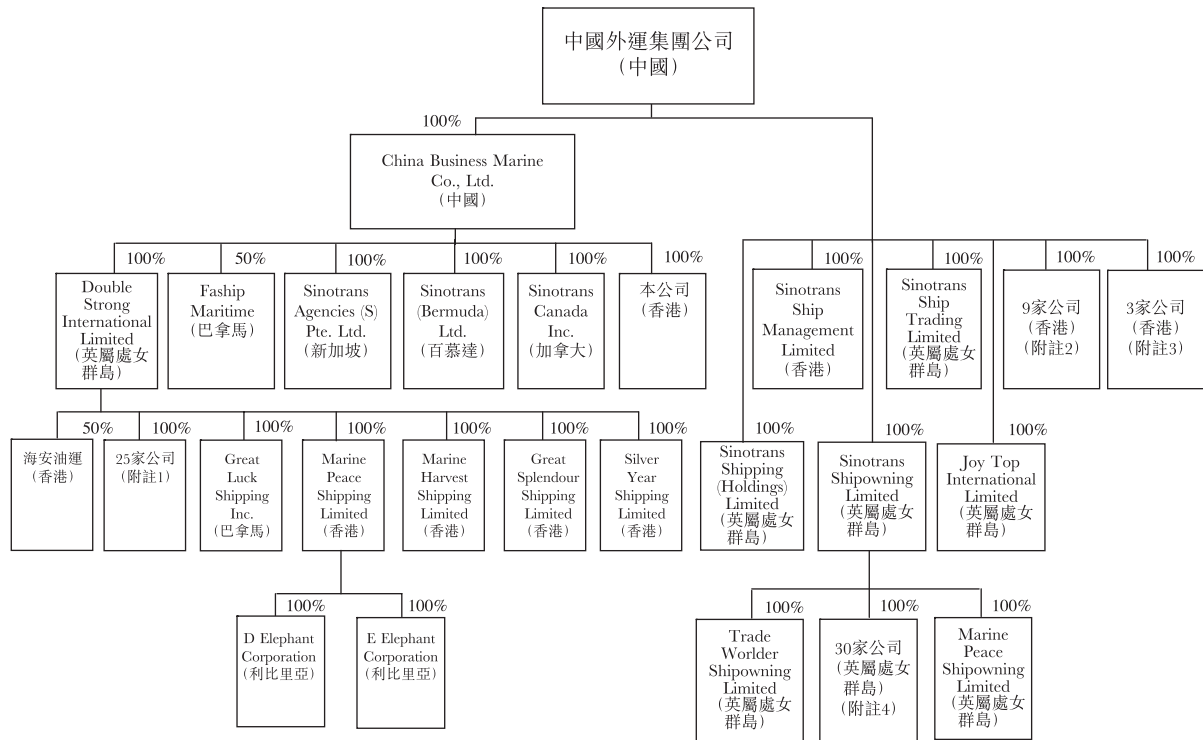 中國外運集團公司
(中國)
100%
China Business Marine
Co., Ltd.
(中國)
100%
50%
100%
100%
100%
100%
Double
Strong
International
Limited
(英屬處女
群島)
Faship
Maritime
(巴拿馬)
Sinotrans
Agencies (S)
Pte. Ltd.
(新加坡)
Sinotrans
(Bermuda)
Ltd.
(百慕達)
Sinotrans
Canada
Inc.
(加拿大)
本公司
(香港)
100%
100%
100%
100%
Sinotrans
Ship
Management
Limited
(香港)
Sinotrans
Ship
Trading
Limited
(英屬處女
群島)
9家公司
(香港)
(附註2)
3家公司
(香港)
(附註3)
50%
100%
100%
100%
100%
100%
100%
海安油運
(香港)
25家公司
(附註1)
Great
Luck
Shipping
Inc.
(巴拿馬)
Marine
Peace
Shipping
Limited
(香港)
Marine
Harvest
Shipping
Limited
(香港)
Great
Splendour
Shipping
Limited
(香港)
Silver
Year
Shipping
Limited
(香港)
100%
100%
100%
Sinotrans
Shipping
(Holdings)
Limited
(英屬處女
群島)
Sinotrans
Shipowning
Limited
(英屬處女
群島)
Joy Top
International
Limited
(英屬處女
群島)
100%
100%
D Elephant
Corporation
(利比里亞)
E Elephant
Corporation
(利比里亞)
100%
100%
100%
Trade
Worlder
Shipowning
Limited
(英屬處女
群島)
30家公司
(英屬處女
群島)
(附註4)
Marine
Peace
Shipowning
Limited
(英屬處女
群島)